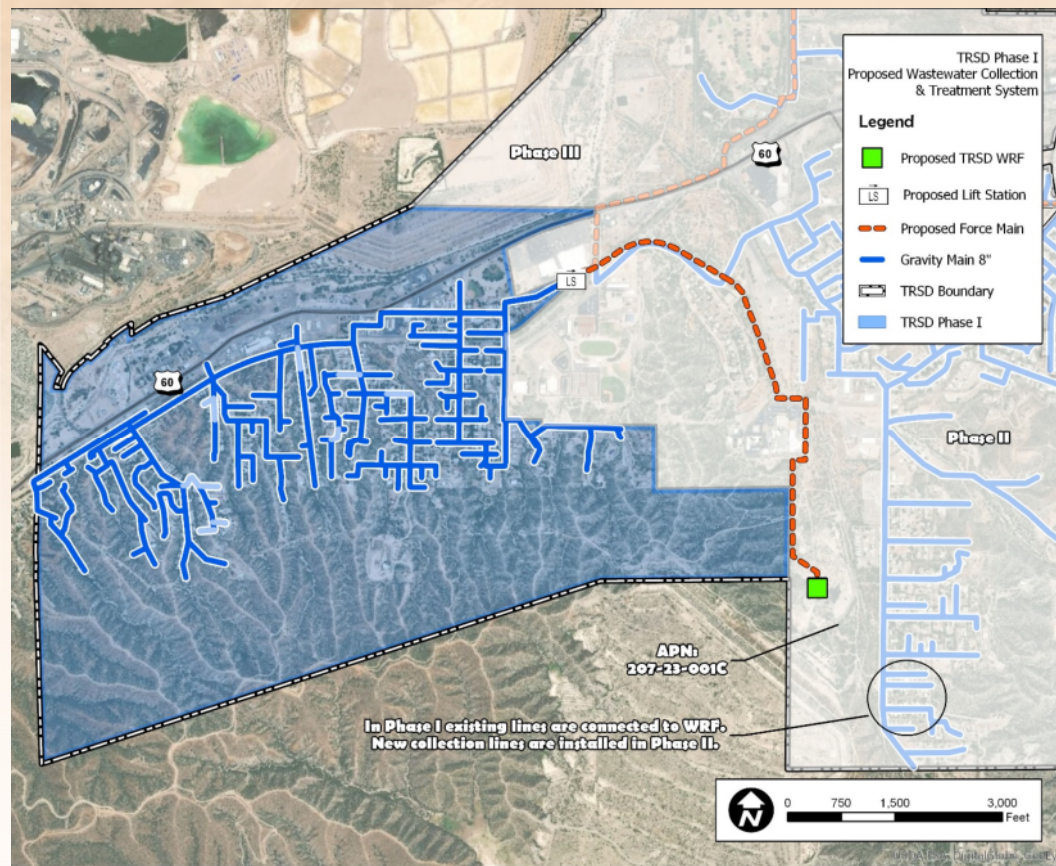 TRSD Phase I
Proposed Wastewater Collection
& Treatment System
Legend
Proposed TRSD WRF
LS
Proposed Lift Station
Proposed Force Main
Gravity Main 8"
TRSD Boundary
TRSD Phase I
Phase III
60
LS
60
Phase II
APN:
207-23-001C
In Phase I existing lines are connected to WRF.
New collection lines are installed in Phase II.
0 750 1,500 3,000
Feet
N